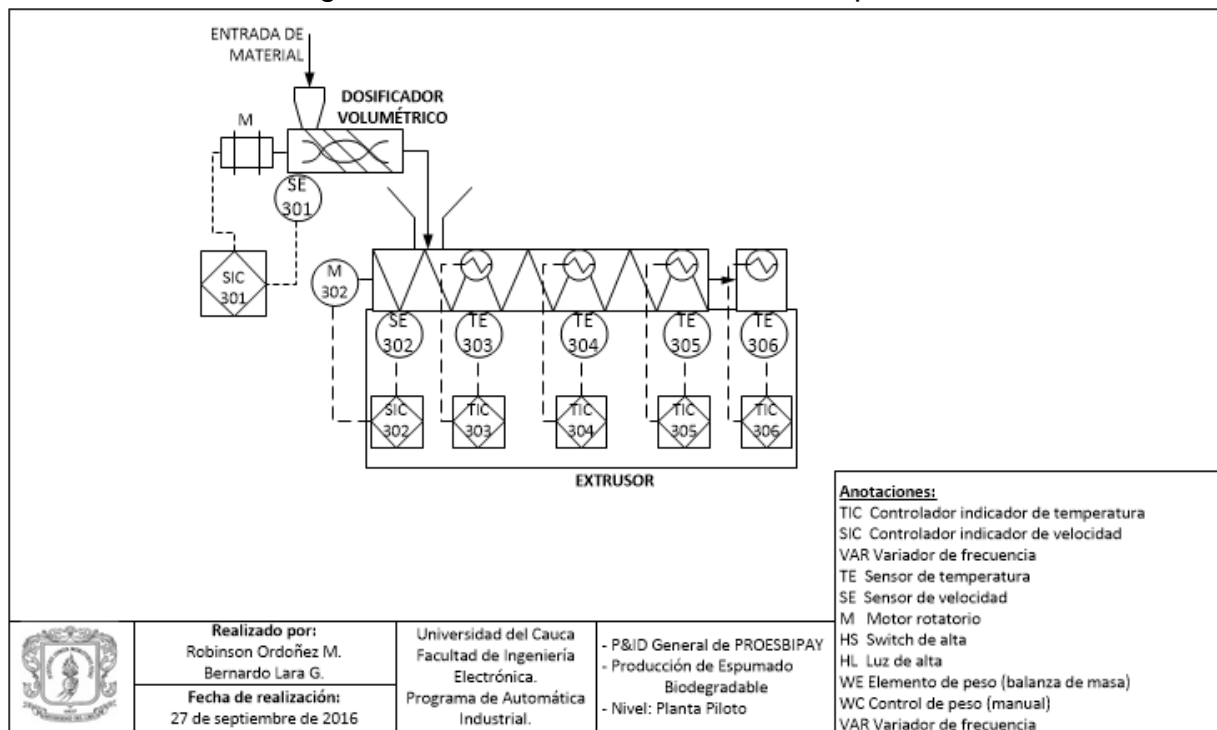 ENTRADA DE
MATERIAL
DOSIFICADOR
VOLUMÉTRICO
M
SE
301
SIC
301
M
302
SE
302
TE
303
TE
304
TE
305
TE
306
SIC
302
TIC
303
TIC
304
TIC
305
TIC
306
EXTRUSOR
Anotaciones:
TIC Controlador indicador de temperatura
SIC Controlador indicador de velocidad
VAR Variador de frecuencia
TE Sensor de temperatura
SE Sensor de velocidad
M Motor rotatorio
HS Switch de alta
HL Luz de alta
WE Elemento de peso (balanza de masa)
WC Control de peso (manual)
VAR Variador de frecuencia
Realizado por:
Robinson Ordoñez M.
Bernardo Lara G.
Fecha de realización:
27 de septiembre de 2016
Universidad del Cauca
Facultad de Ingeniería
Electrónica.
Programa de Automática
Industrial.
- P&ID General de PROESBIPAY
- Producción de Espumado
Biodegradable
- Nivel: Planta Piloto